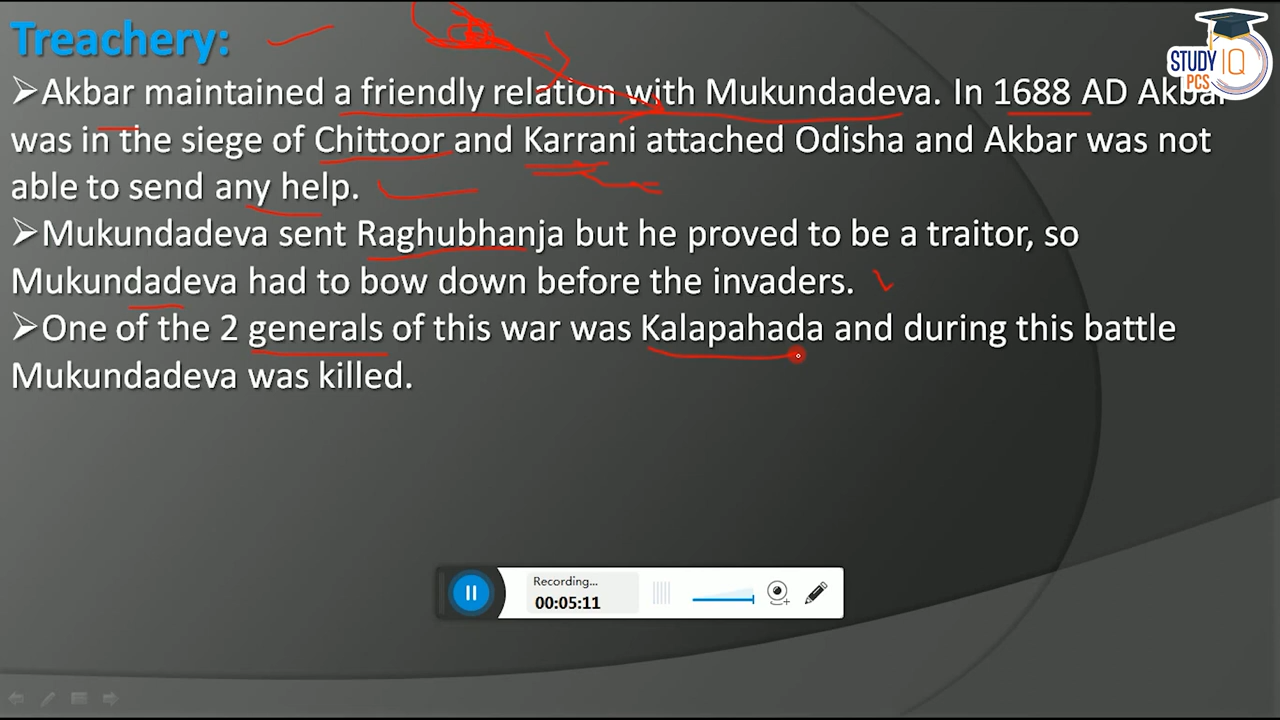 Treachery:
STUDY IQ
PCS
➢Akbar maintained a friendly relation with Mukundadeva. In 1688 AD Akbar
was in the siege of Chittoor and Karrani attached Odisha and Akbar was not
able to send any help.
➢Mukundadeva sent Raghubhanja but he proved to be a traitor, so
Mukundadeva had to bow down before the invaders.
➢One of the 2 generals of this war was Kalapahada and during this battle
Mukundadeva was killed.
Recording...
00:05:11